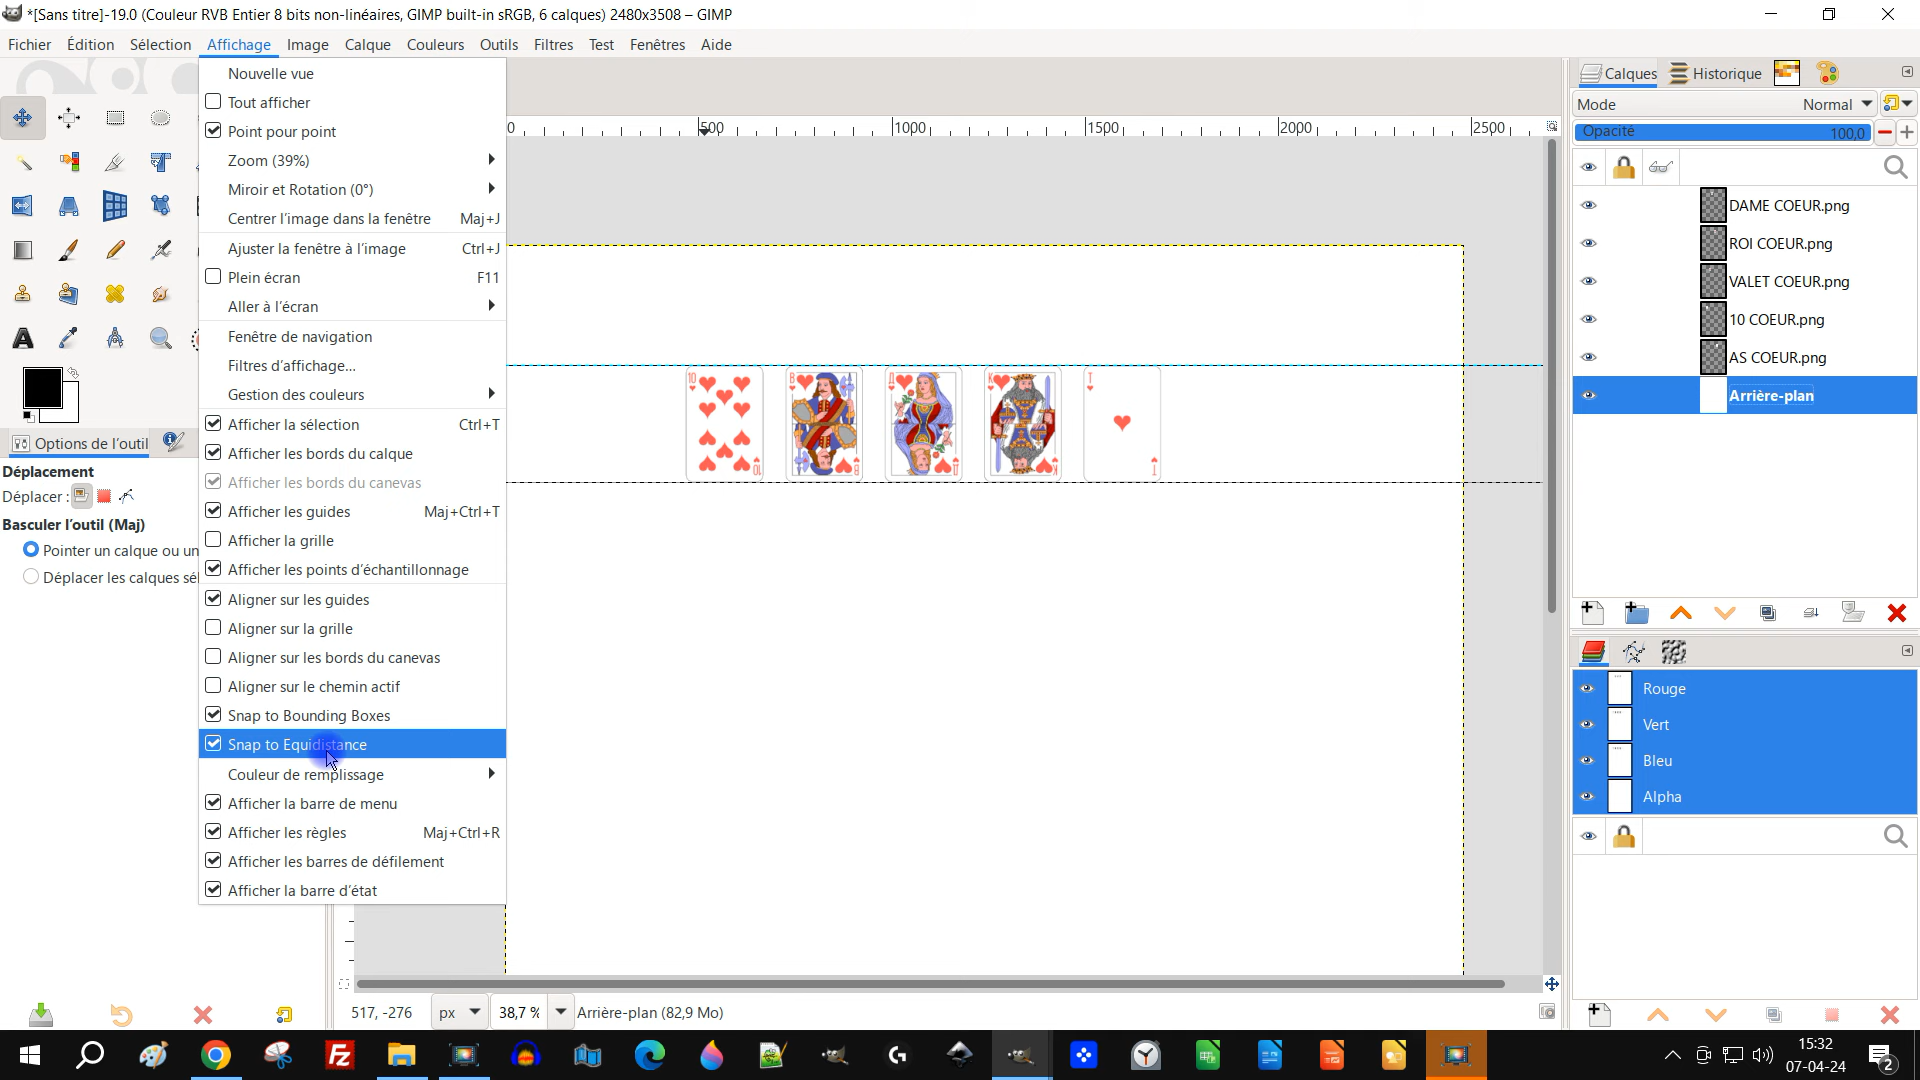 *[Sans titre]-19.0 (Couleur RVB Entier 8 bits non-linéaires, GIMP built-in sRGB, 6 calques) 2480x3508 – GIMP
Fichier Édition Sélection Affichage Image Calque Couleurs Outils Filtres Test Fenêtres Aide
Nouvelle vue
Tout afficher
Point pour point
Zoom (39%)
Miroir et Rotation (0°)
Centrer l'image dans la fenêtre Maj+J
Ajuster la fenêtre à l'image Ctrl+J
Plein écran F11
Aller à l'écran
Fenêtre de navigation
Filtres d'affichage...
Gestion des couleurs
Afficher la sélection Ctrl+T
Afficher les bords du calque
Afficher les bords du canevas
Afficher les guides Maj+Ctrl+T
Afficher la grille
Afficher les points d'échantillonnage
Aligner sur les guides
Aligner sur la grille
Aligner sur les bords du canevas
Aligner sur le chemin actif
Snap to Bounding Boxes
Snap to Equidistance
Couleur de remplissage
Afficher la barre de menu
Afficher les règles Maj+Ctrl+R
Afficher les barres de défilement
Afficher la barre d'état
Options de l'outil
Déplacement
Déplacer :
Basculer l'outil (Maj)
Pointer un calque ou un
Déplacer les calques sél
0 500 1000 1500 2000 2500
10 В Д К Т
10 В Д К Т
517, -276 px 38,7 % Arrière-plan (82,9 Mo)
Calques Historique
Mode Normal
Opacité 100,0
DAME COEUR.png
ROI COEUR.png
VALET COEUR.png
10 COEUR.png
AS COEUR.png
Arrière-plan
Rouge
Vert
Bleu
Alpha
15:32
07-04-24
2